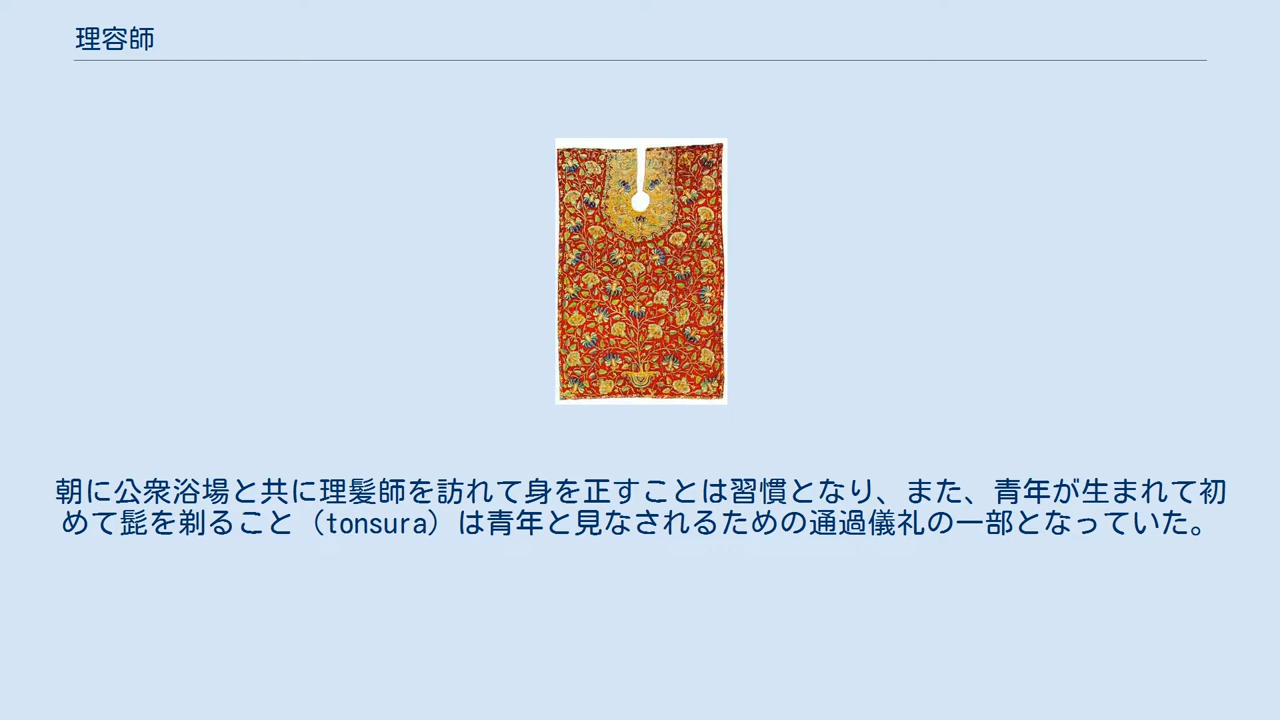 理容師
朝に公衆浴場と共に理髪師を訪れて身を正すことは習慣となり、また、青年が生まれて初
めて髭を剃ること（tonsura）は青年と見なされるための通過儀礼の一部となっていた。